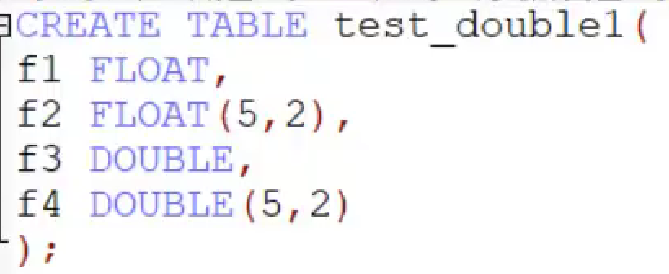 CREATE TABLE test_double1(
f1 FLOAT,
f2 FLOAT(5,2),
f3 DOUBLE,
f4 DOUBLE(5,2)
);